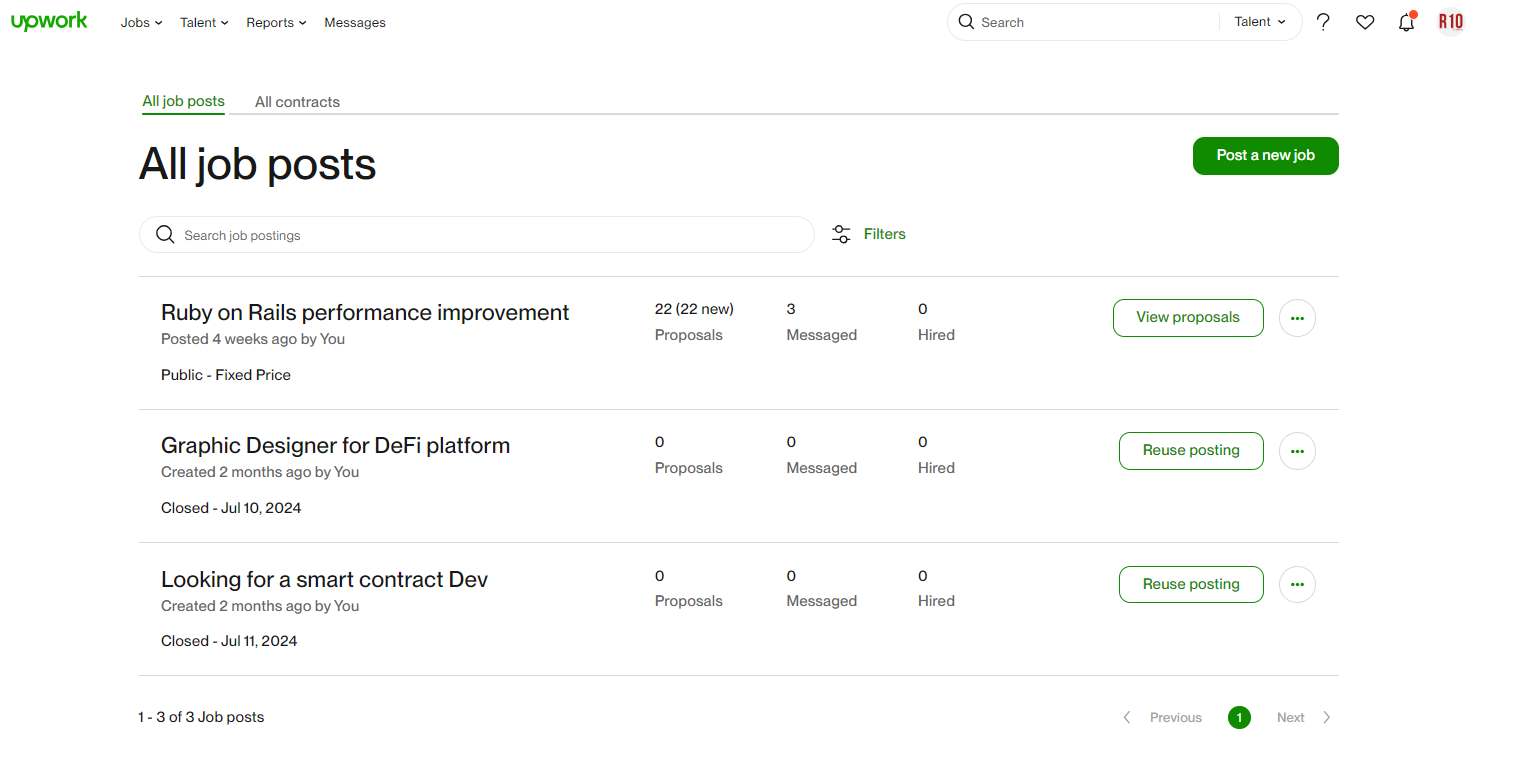 upwork Jobs Talent Reports Messages Search Talent R10
All job posts All contracts
All job posts
Post a new job
Search job postings Filters
Ruby on Rails performance improvement 22 (22 new) 3 0 View proposals
Posted 4 weeks ago by You Proposals Messaged Hired
Public - Fixed Price
Graphic Designer for DeFi platform 0 0 0 Reuse posting
Created 2 months ago by You Proposals Messaged Hired
Closed - Jul 10, 2024
Looking for a smart contract Dev 0 0 0 Reuse posting
Created 2 months ago by You Proposals Messaged Hired
Closed - Jul 11, 2024
1 - 3 of 3 Job posts Previous 1 Next